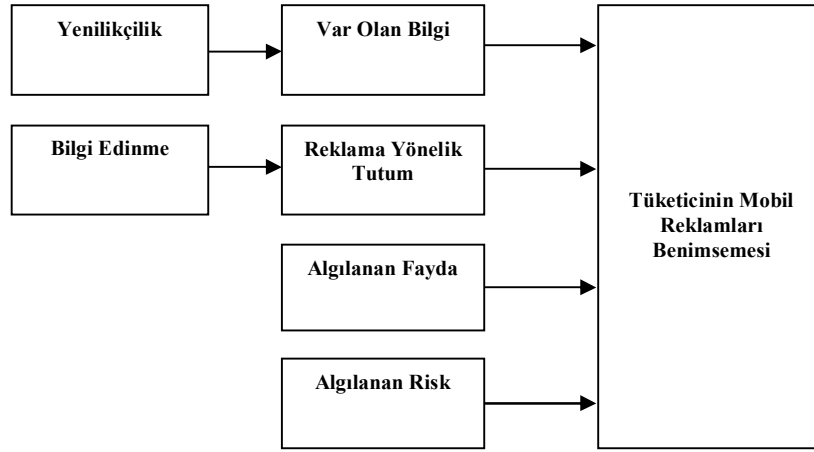 Yenilikçilik
Var Olan Bilgi
Bilgi Edinme
Reklama Yönelik
Tutum
Algılanan Fayda
Algılanan Risk
Tüketicinin Mobil
Reklamları
Benimsemesi